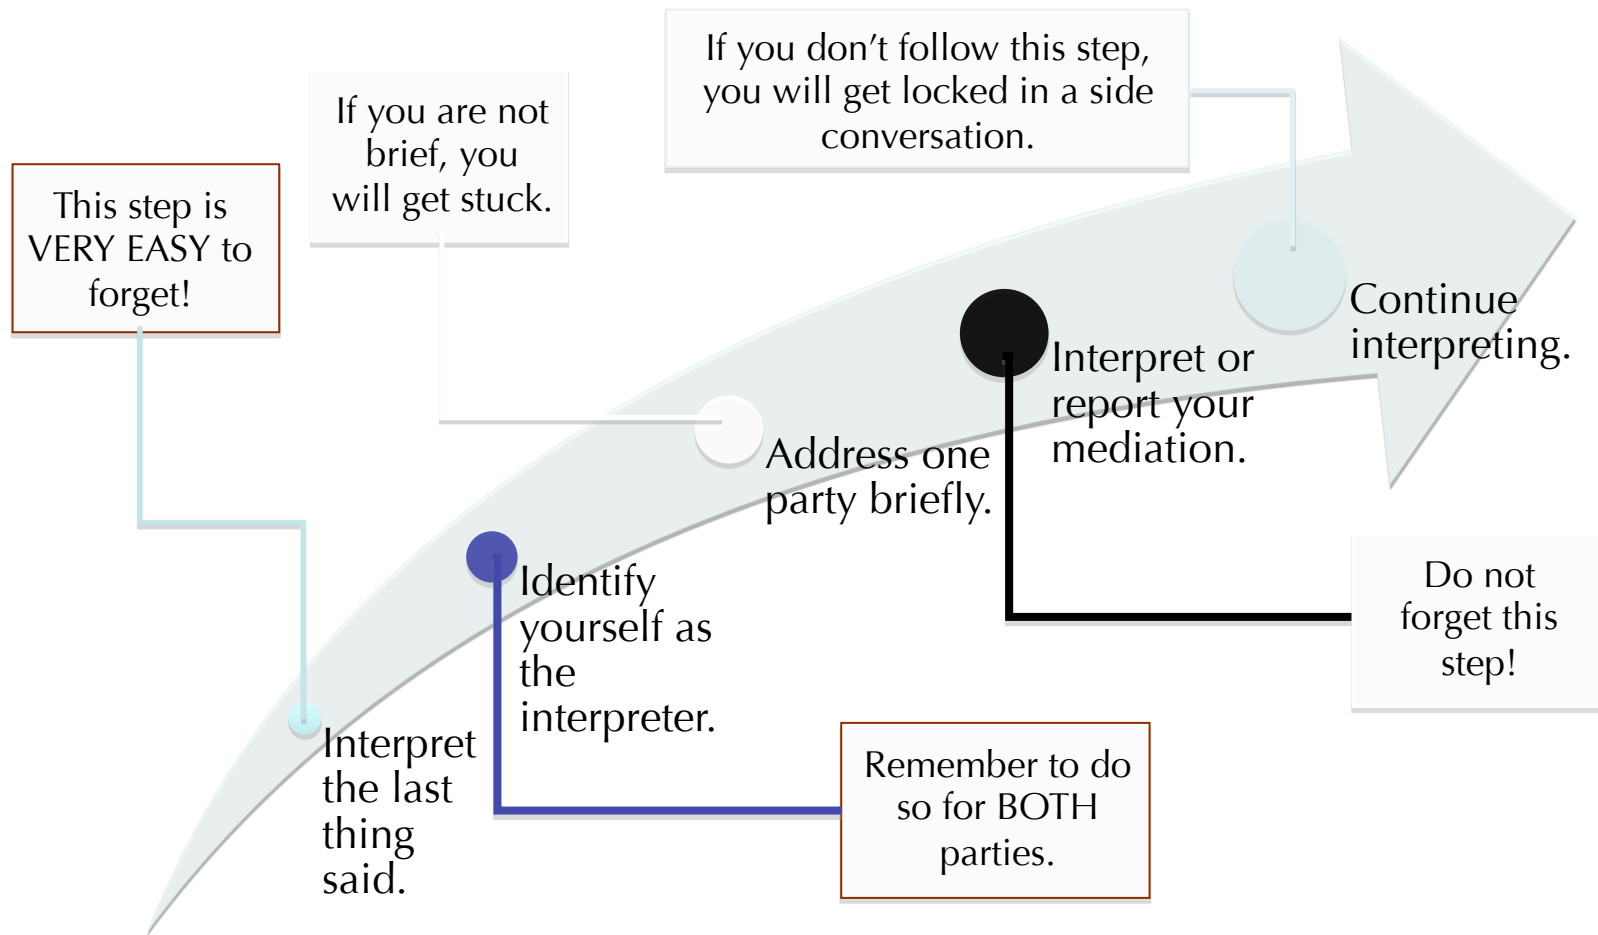 This step is
VERY EASY to
forget!
If you are not
brief, you
will get stuck.
If you don’t follow this step,
you will get locked in a side
conversation.
Interpret
the last
thing
said.
Identify
yourself as
the
interpreter.
Address one
party briefly.
Interpret or
report your
mediation.
Continue
interpreting.
Remember to do
so for BOTH
parties.
Do not
forget this
step!